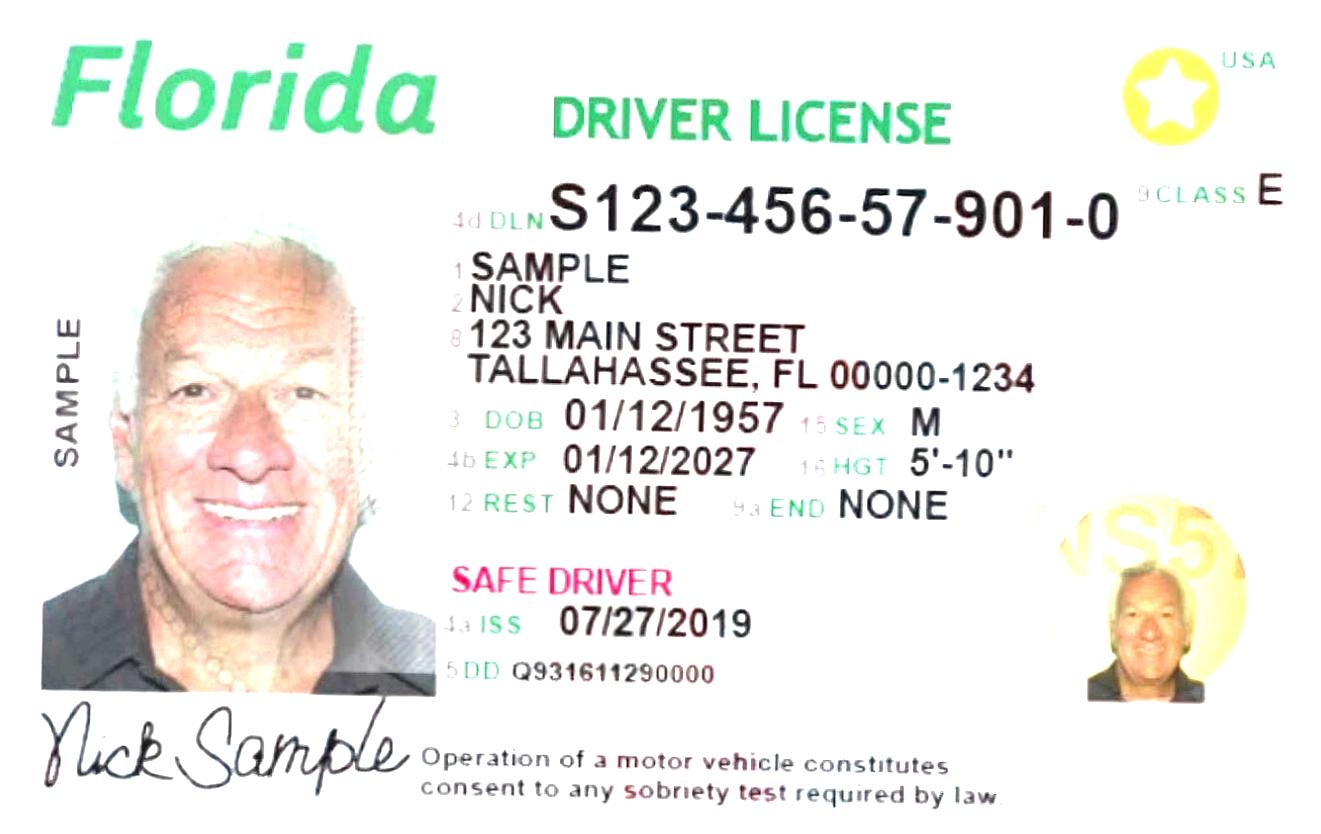 Florida
DRIVER LICENSE
USA
4d DLN S123-456-57-901-0 9 CLASS E
1 SAMPLE
2 NICK
8 123 MAIN STREET
TALLAHASSEE, FL 00000-1234
3 DOB 01/12/1957 15 SEX M
4b EXP 01/12/2027 16 HGT 5'-10"
12 REST NONE 9a END NONE
SAFE DRIVER
4a ISS 07/27/2019
5 DD Q931611290000
SAMPLE
Nick Sample
Operation of a motor vehicle constitutes
consent to any sobriety test required by law